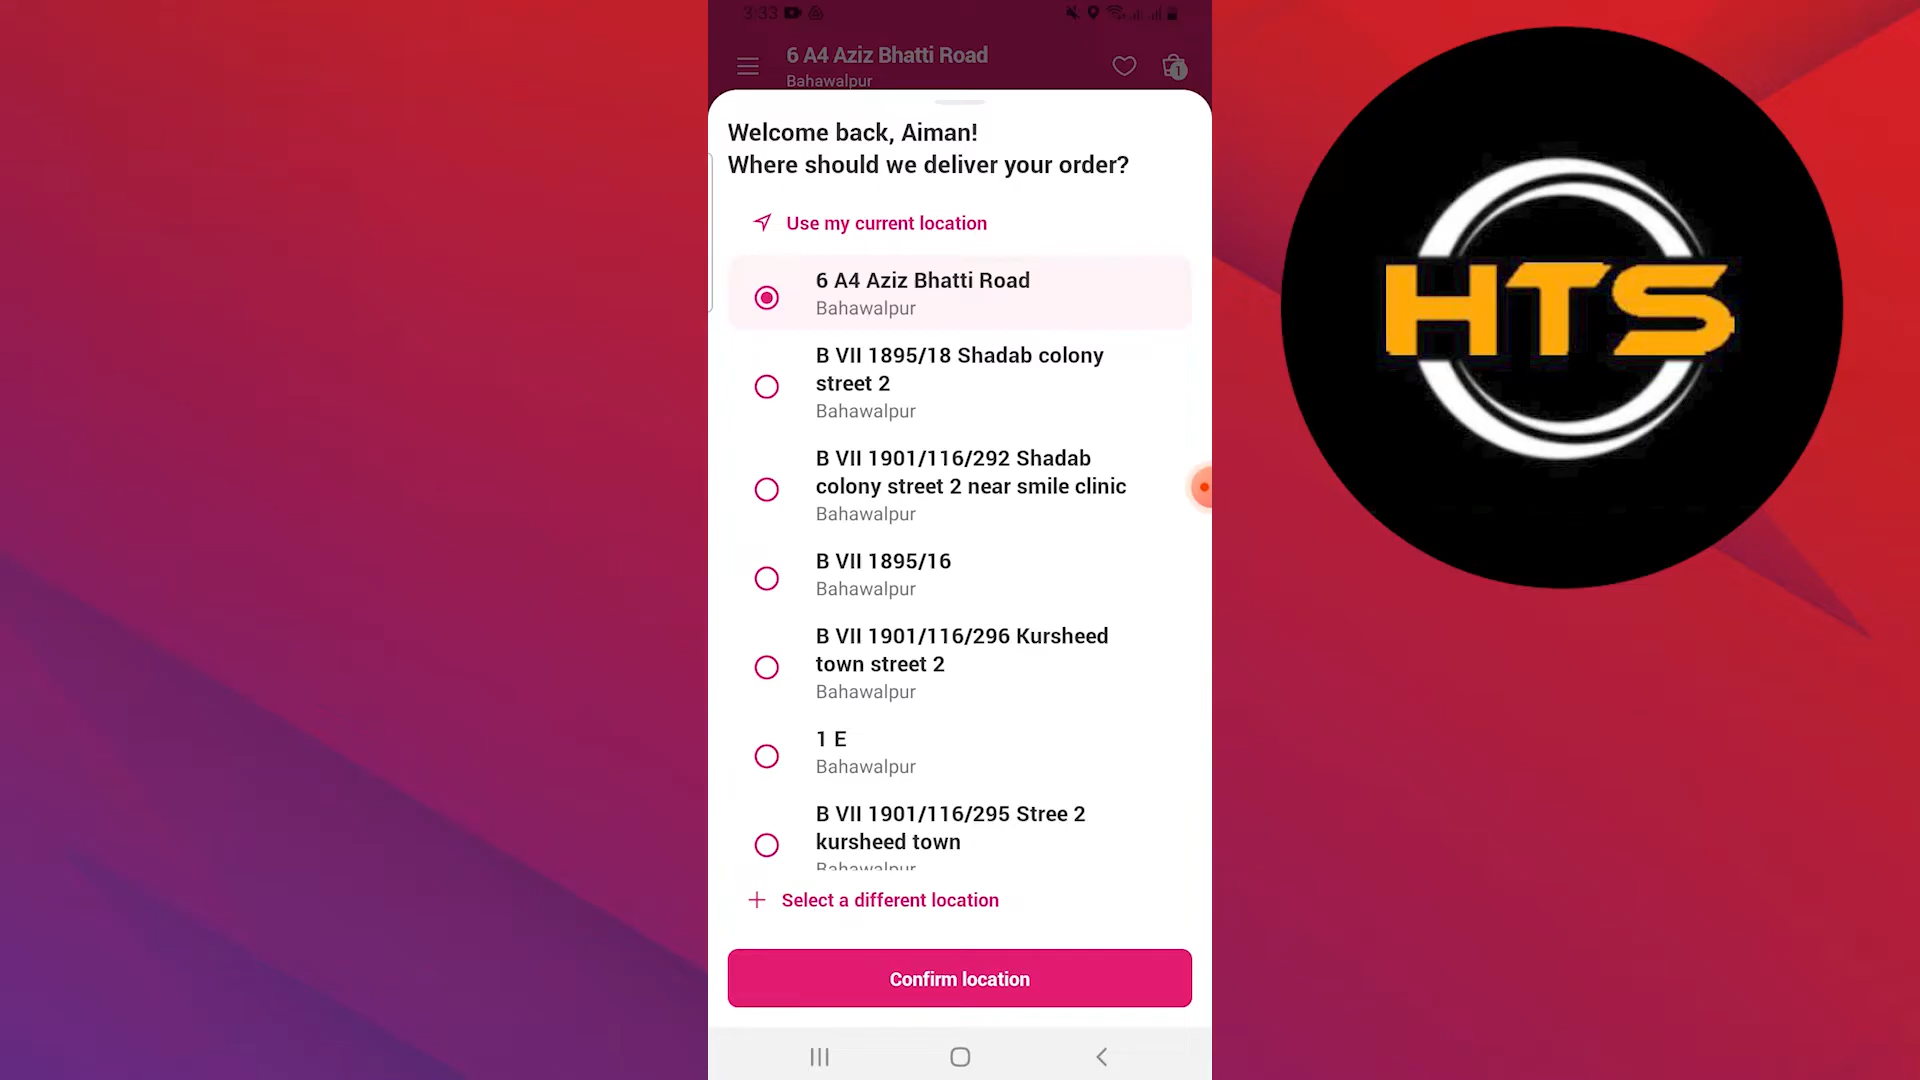 3:33
6 A4 Aziz Bhatti Road
Bahawalpur
1
Welcome back, Aiman!
Where should we deliver your order?
Use my current location
6 A4 Aziz Bhatti Road
Bahawalpur
B VII 1895/18 Shadab colony
street 2
Bahawalpur
B VII 1901/116/292 Shadab
colony street 2 near smile clinic
Bahawalpur
B VII 1895/16
Bahawalpur
B VII 1901/116/296 Kursheed
town street 2
Bahawalpur
1 E
Bahawalpur
B VII 1901/116/295 Stree 2
kursheed town
Bahawalpur
Select a different location
Confirm location
HTS